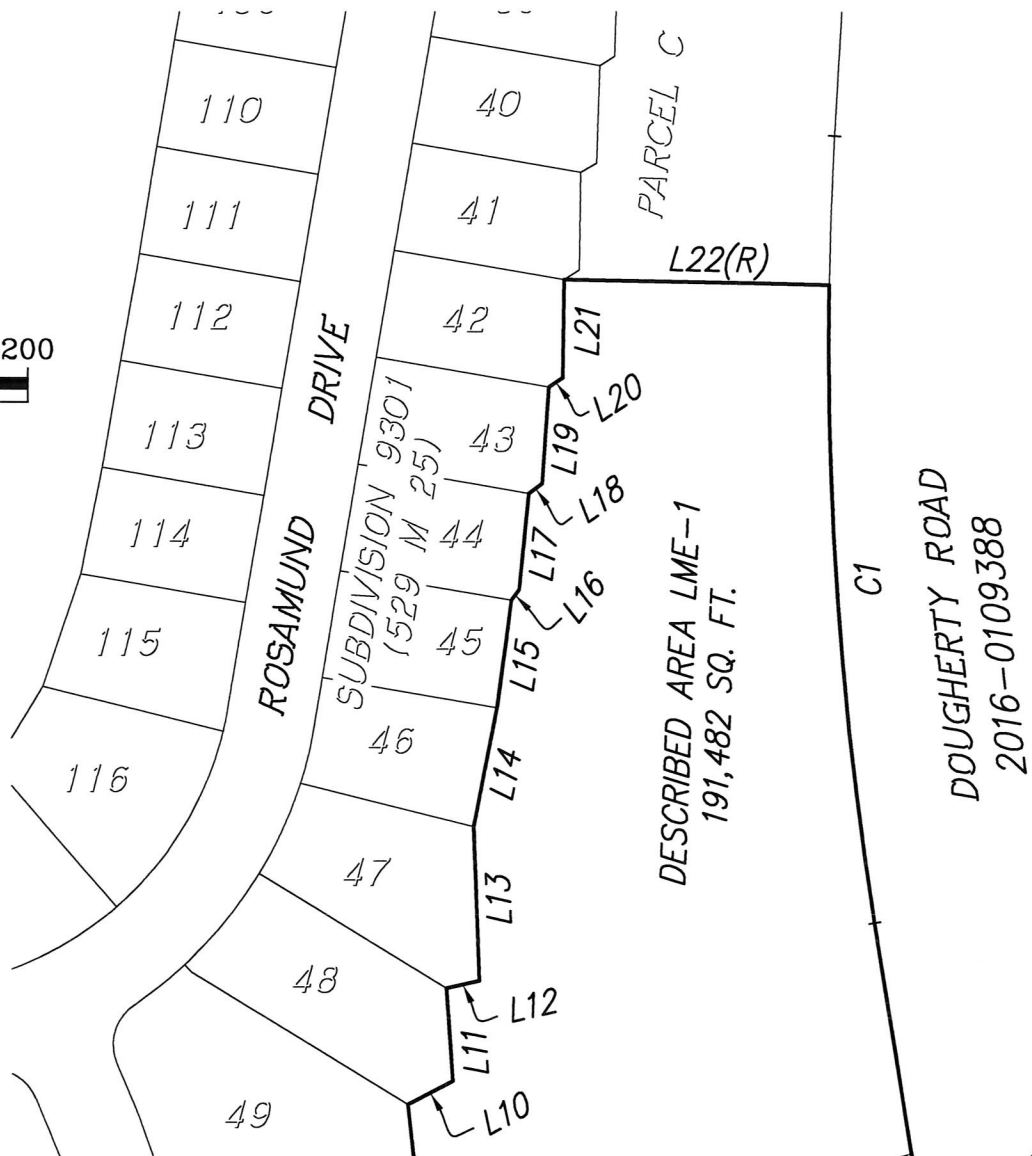 110
40
PARCEL C
111
41
L22(R)
112
42
L21
200
DRIVE
L20
113
43
L19
L18
114
SUBDIVISION 9301
(529 M 25)
44
L17
L16
ROSAMUND
115
45
L15
DESCRIBED AREA LME-1
191,482 SQ. FT.
C1
DOUGHERTY ROAD
2016-0109388
46
L14
116
47
L13
48
L12
L11
L10
49